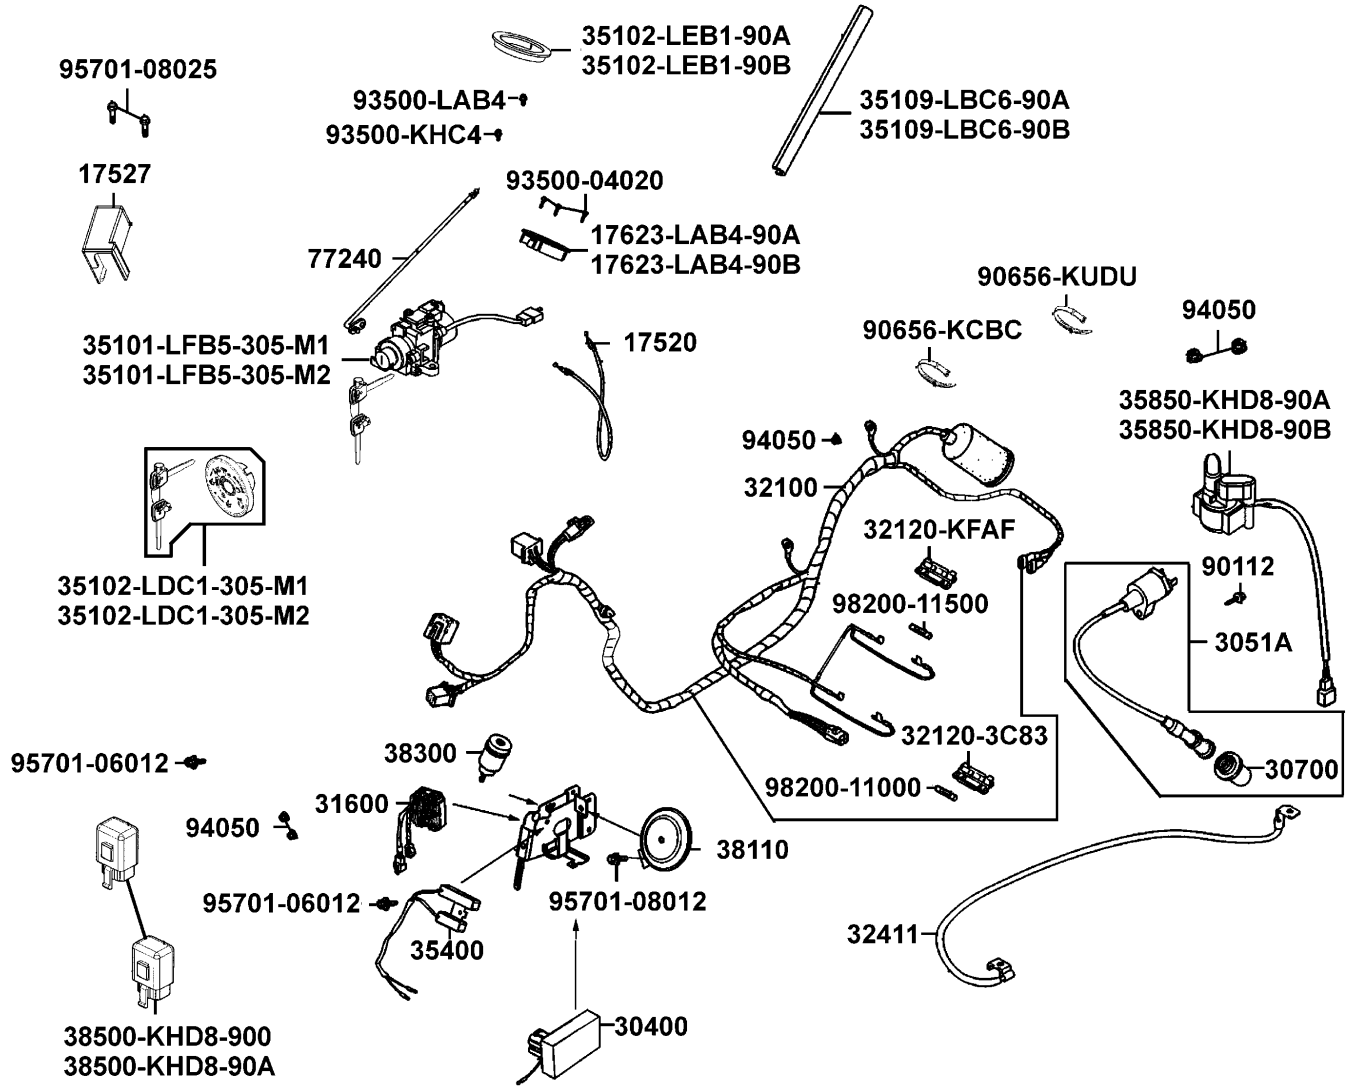 35102-LEB1-90A
35102-LEB1-90B
95701-08025
93500-LAB4
35109-LBC6-90A
35109-LBC6-90B
93500-KHC4
17527
93500-04020
17623-LAB4-90A
17623-LAB4-90B
77240
90656-KUDU
94050
90656-KCBC
35101-LFB5-305-M1
35101-LFB5-305-M2
17520
35850-KHD8-90A
35850-KHD8-90B
94050
32100
32120-KFAF
35102-LDC1-305-M1
35102-LDC1-305-M2
90112
98200-11500
3051A
32120-3C83
38300
95701-06012
30700
98200-11000
31600
94050
38110
95701-06012
95701-08012
32411
35400
30400
38500-KHD8-900
38500-KHD8-90A